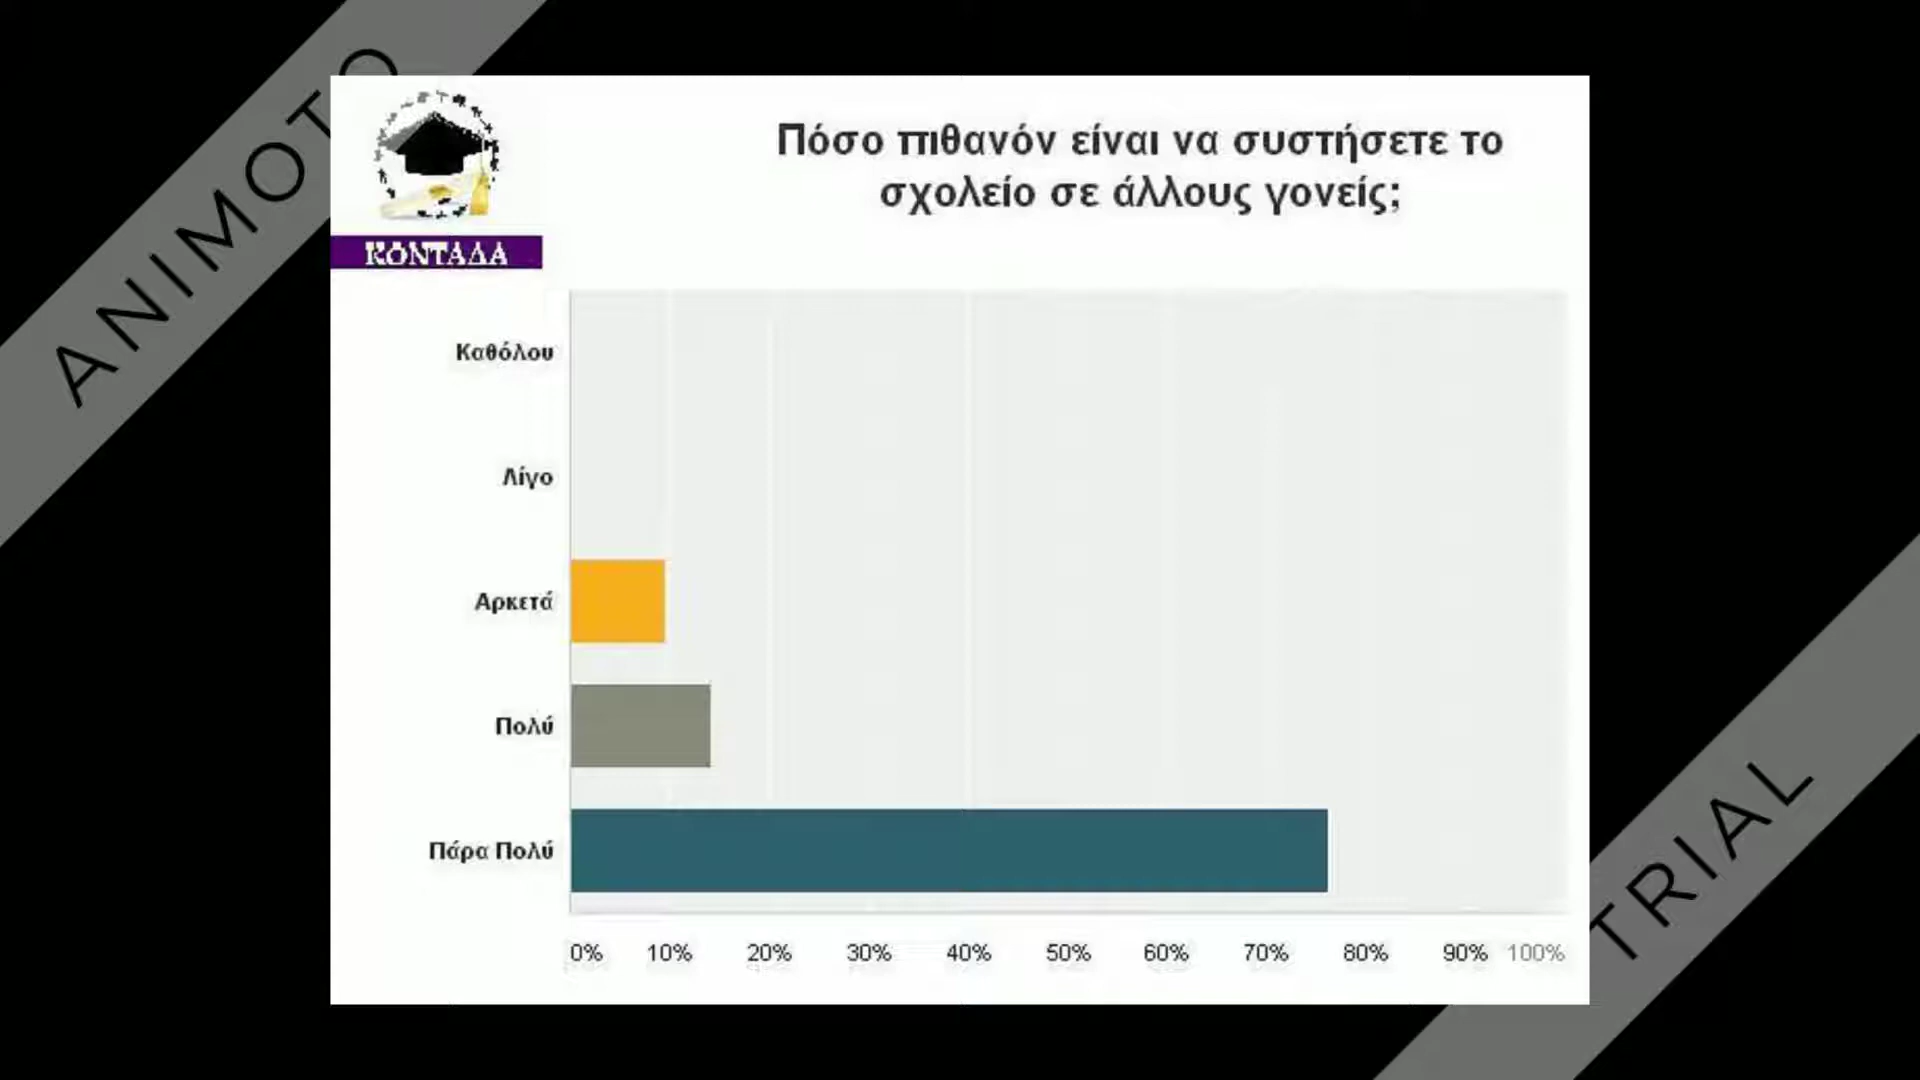 ANIMOTO
Πόσο πιθανόν είναι να συστήσετε το
σχολείο σε άλλους γονείς;
ΚΟΝΤΑΔΑ
Καθόλου
Λίγο
Αρκετά
Πολύ
Πάρα Πολύ
0% 10% 20% 30% 40% 50% 60% 70% 80% 90% 100%
TRIAL